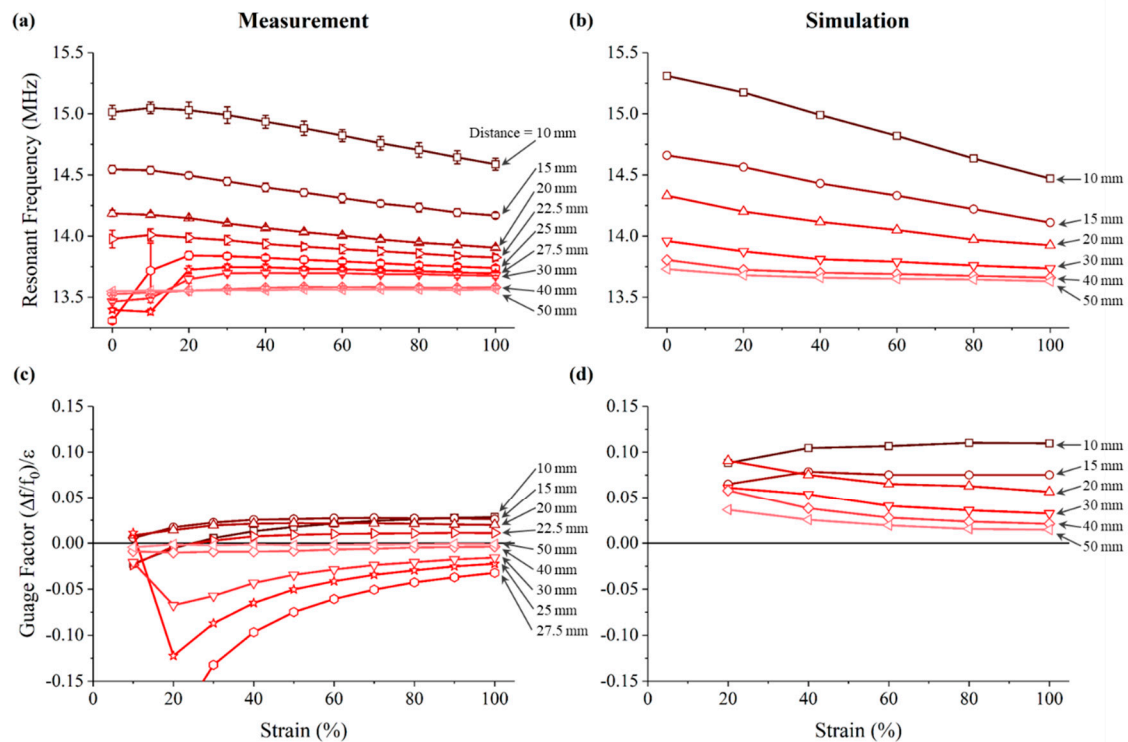 (a) Measurement
(b) Simulation
Resonant Frequency (MHz)
15.5
15.0
14.5
14.0
13.5
0 20 40 60 80 100
Distance = 10 mm
15 mm
20 mm
22.5 mm
25 mm
27.5 mm
30 mm
40 mm
50 mm
15.5
15.0
14.5
14.0
13.5
0 20 40 60 80 100
10 mm
15 mm
20 mm
30 mm
40 mm
50 mm
(c)
Guage Factor (Δf/f0)/ε
0.15
0.10
0.05
0.00
-0.05
-0.10
-0.15
0 20 40 60 80 100
Strain (%)
10 mm
15 mm
20 mm
22.5 mm
50 mm
40 mm
30 mm
25 mm
27.5 mm
(d)
0.15
0.10
0.05
0.00
-0.05
-0.10
-0.15
0 20 40 60 80 100
Strain (%)
10 mm
15 mm
20 mm
30 mm
40 mm
50 mm